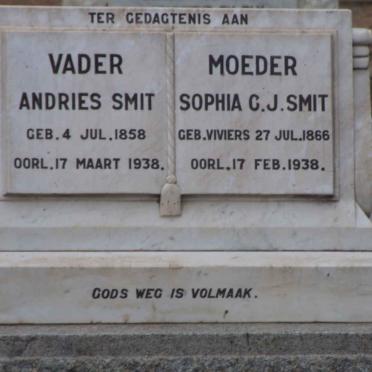 TER GEDAGTENIS AAN
VADER
ANDRIES SMIT
GEB. 4 JUL. 1858
OORL. 17 MAART 1938.
MOEDER
SOPHIA C.J. SMIT
GEB. VIVIERS 27 JUL. 1866
OORL. 17 FEB. 1938.
GODS WEG IS VOLMAAK.